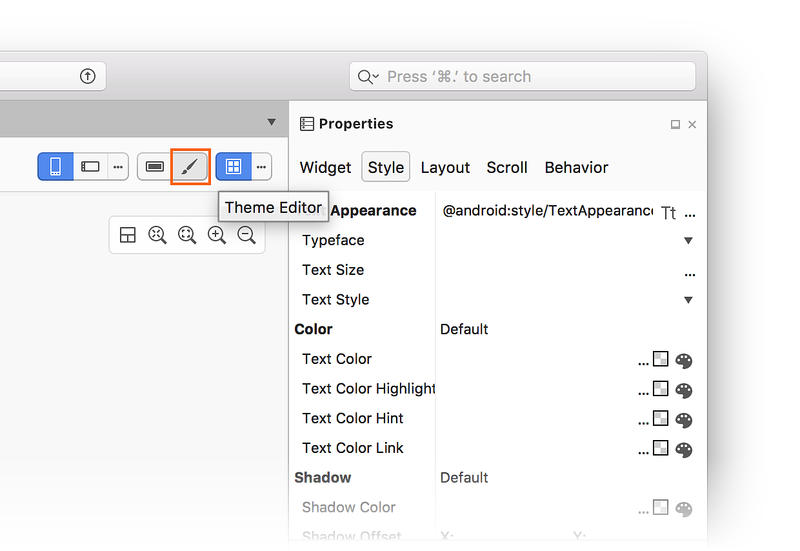 Press ‘⌘.’ to search
Properties
Widget Style Layout Scroll Behavior
Theme Editor
Appearance @android:style/TextAppearance Tt ...
Typeface
Text Size ...
Text Style
Color Default
Text Color ...
Text Color Highlight ...
Text Color Hint ...
Text Color Link ...
Shadow Default
Shadow Color ...
Shadow Offset X: Y: